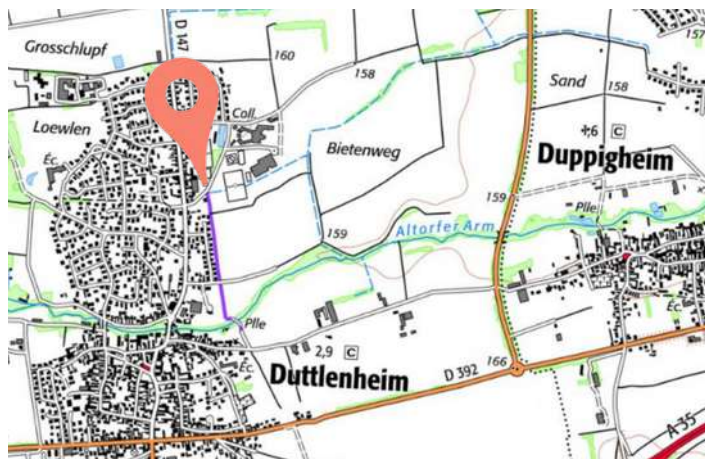 D 147
Grosschlupf
160
157
158
Sand
158
Loewlen
Coll.
Éc.
Bietenweg
6 C
Duppigheim
Plle
159
159
Altorfer Arm
Plle
Éc.
2,9 C
Éc.
Duttlenheim
D 392
166
A 35